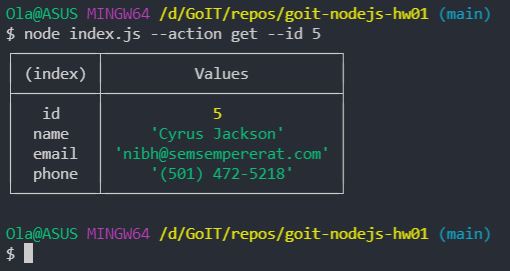 Ola@ASUS MINGW64 /d/GoIT/repos/goit-nodejs-hw01 (main)
$ node index.js --action get --id 5
(index) Values
id 5
name 'Cyrus Jackson'
email 'nibh@semsempererat.com'
phone '(501) 472-5218'
Ola@ASUS MINGW64 /d/GoIT/repos/goit-nodejs-hw01 (main)
$